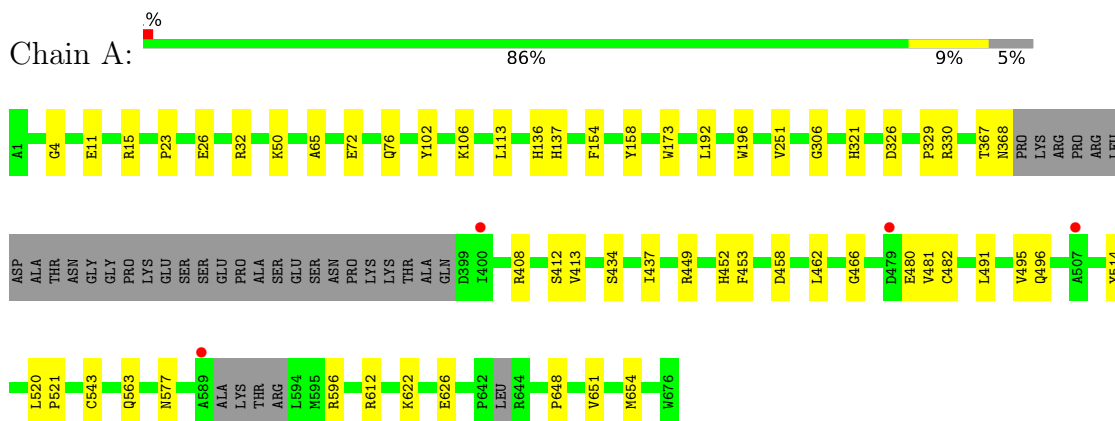 %
Chain A:
86% 9% 5%
A1 G4 E11 R15 P23 E26 R32 K50 A65 E72 Q76 Y102 K106 L113 H136 H137 F154 Y158 W173 L192 W196 V251 G306 H321 D326 P329 R330 T367 N368 PRO LYS ARG PRO ARG LEU
ASP ALA THR ASN GLY GLY PRO LYS GLU SER SER GLU PRO ALA SER GLU SER ASN PRO LYS LYS THR ALA GLN D399 I400 R408 S412 V413 S434 I437 R449 H452 F453 D458 L462 G466 D479 E480 V481 C482 L491 V495 Q496 A507 Y514
L520 P521 C543 Q563 N577 A589 ALA LYS THR ARG L594 M595 R596 R612 K622 E626 P642 LEU R644 P648 V651 M654 W676